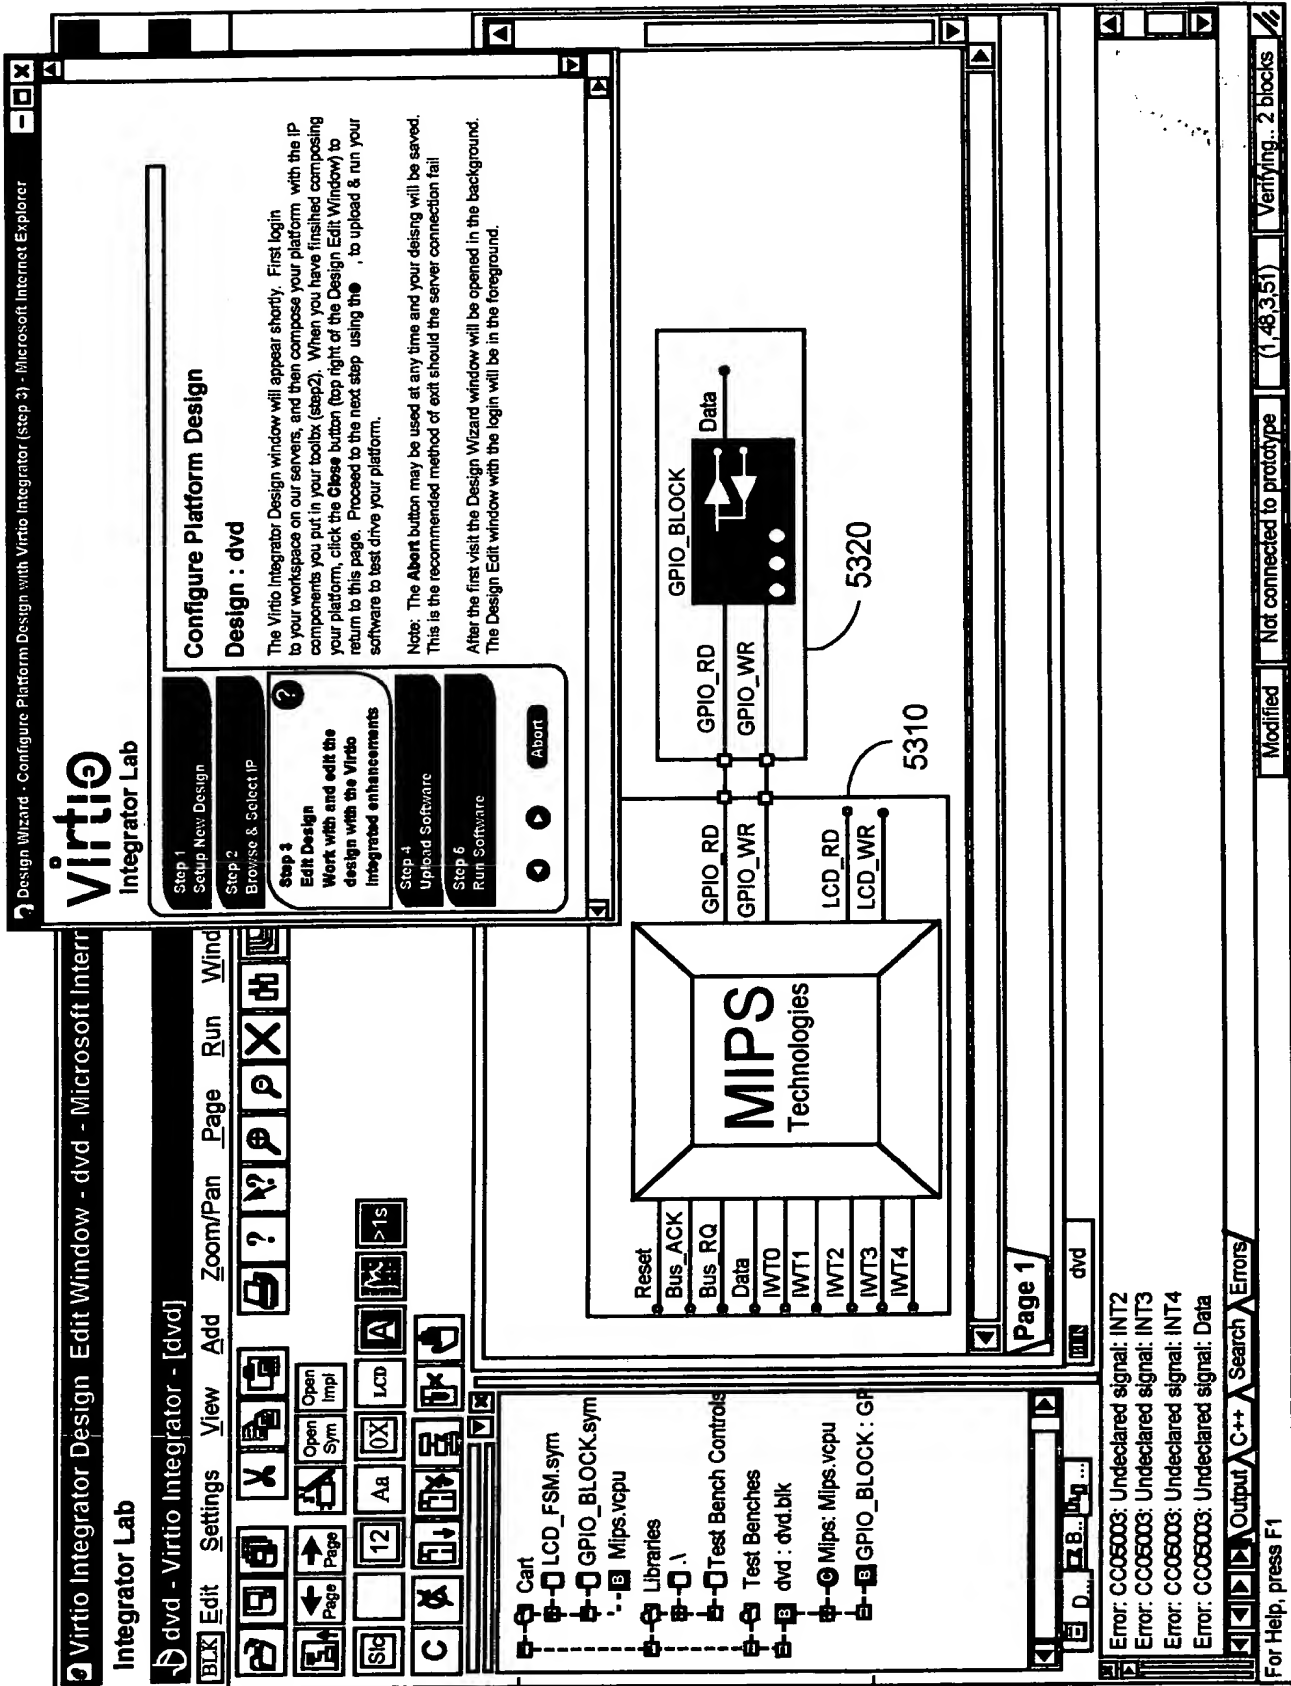 Design Wizard - Configure Platform Design with Virtio Integrator (step 3) - Microsoft Internet Explorer
Virtio
Integrator Lab
Step 1
Setup New Design
Step 2
Browse & Select IP
Step 3
Edit Design
Work with and edit the
design with the Virtio
Integrated enhancements
Step 4
Upload Software
Step 5
Run Software
Abort
?
Configure Platform Design
Design : dvd
The Virtio Integrator Design window will appear shortly. First login
to your workspace on our servers, and then compose your platform with the IP
components you put in your toolbx (step2). When you have finsihed composing
your platform, click the Close button (top right of the Design Edit Window) to
return to this page. Proceed to the next step using the , to upload & run your
software to test drive your platform.
Note: The Abort button may be used at any time and your deisng will be saved.
This is the recommended method of exit should the server connection fail
After the first visit the Design Wizard window will be opened in the background.
The Design Edit window with the login will be in the foreground.
Virtio Integrator Design Edit Window - dvd - Microsoft Interr
Integrator Lab
dvd - Virtio Integrator - [dvd]
BLK Edit Settings View Add Zoom/Pan Page Run Wind
? ?
Page Page Open Sym Open Impl
Slc 12 Aa 0X LCD A >1s
C
Cart
LCD_FSM.sym
GPIO_BLOCK.sym
B Mips.vcpu
Libraries
.\
Test Bench Controls
Test Benches
B dvd : dvd.blk
C Mips: Mips.vcpu
B GPIO_BLOCK : GP
D... B...
Reset
Bus_ACK
Bus_RQ
Data
IWT0
IWT1
IWT2
IWT3
IWT4
MIPS
Technologies
GPIO_RD
GPIO_WR
LCD_RD
LCD_WR
5310
GPIO_RD
GPIO_WR
GPIO_BLOCK
Data
5320
Page 1
dvd
Error: CC05003: Undeclared signal: INT2
Error: CC05003: Undeclared signal: INT3
Error: CC05003: Undeclared signal: INT4
Error: CC05003: Undeclared signal: Data
Output C++ Search Errors
For Help, press F1
Modified Not connected to prototype (1,48,3,51) Verifying.. 2 blocks